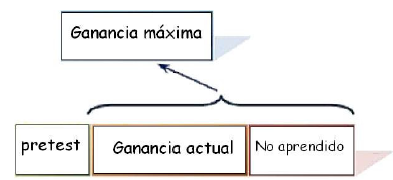 Ganancia máxima
pretest
Ganancia actual
No aprendido